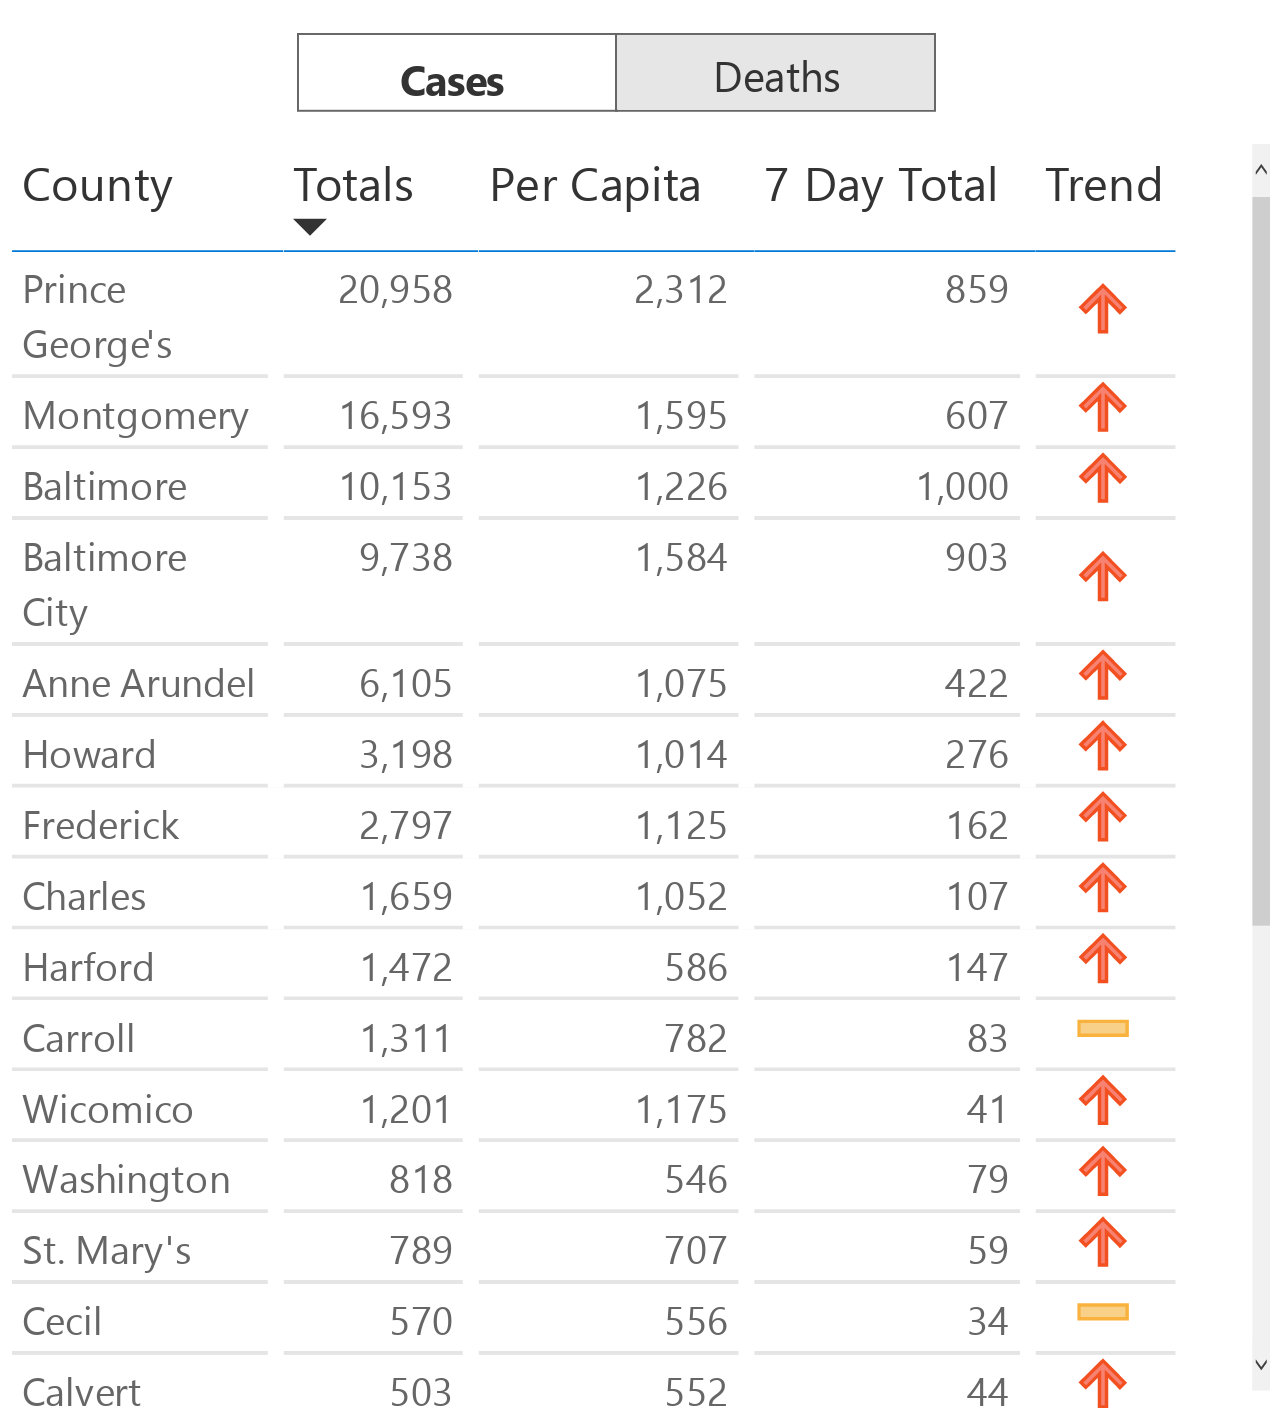 Cases Deaths
County Totals Per Capita 7 Day Total Trend
Prince 20,958 2,312 859
George's
Montgomery 16,593 1,595 607
Baltimore 10,153 1,226 1,000
Baltimore 9,738 1,584 903
City
Anne Arundel 6,105 1,075 422
Howard 3,198 1,014 276
Frederick 2,797 1,125 162
Charles 1,659 1,052 107
Harford 1,472 586 147
Carroll 1,311 782 83
Wicomico 1,201 1,175 41
Washington 818 546 79
St. Mary's 789 707 59
Cecil 570 556 34
Calvert 503 552 44